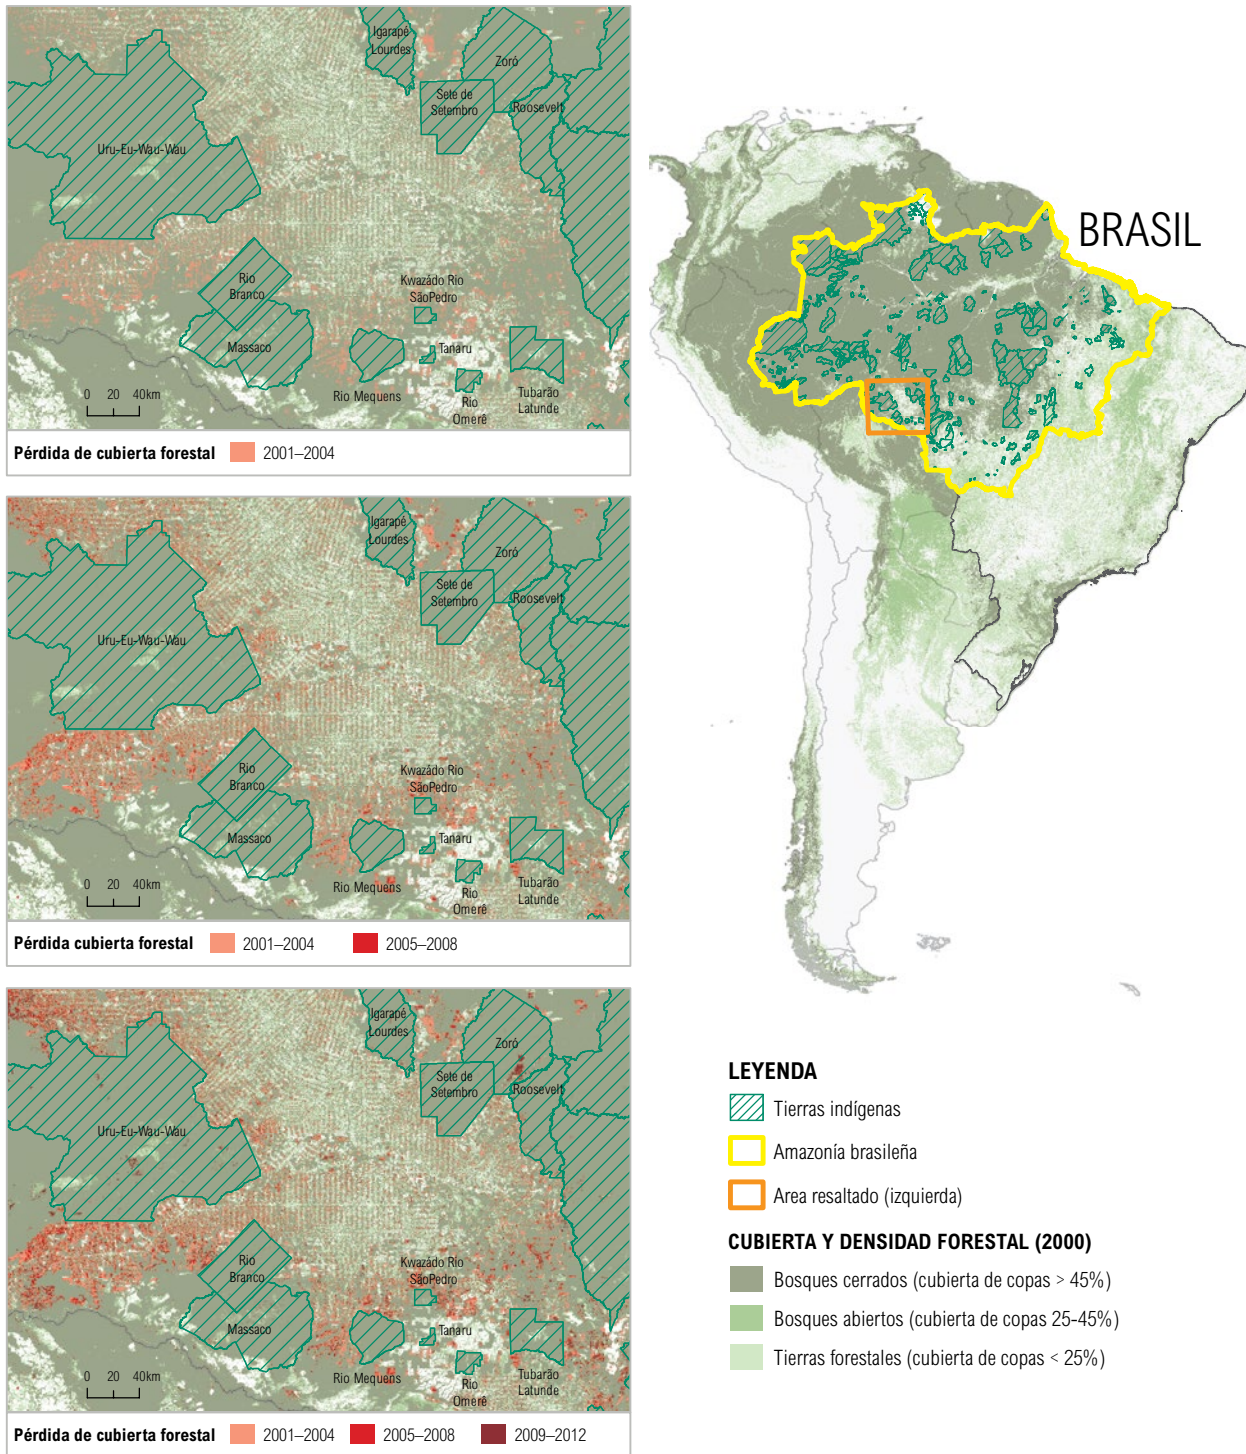 Igarapé
Lourdes
Zoró
Sete de
Setembro
Roosevelt
Uru-Eu-Wau-Wau
Rio
Branco
Kwazádo Rio
SãoPedro
Massaco
Tanaru
Rio Mequens
Rio
Omerê
Tubarão
Latunde
0 20 40km
Pérdida de cubierta forestal 2001–2004
Igarapé
Lourdes
Zoró
Sete de
Setembro
Roosevelt
Uru-Eu-Wau-Wau
Rio
Branco
Kwazádo Rio
SãoPedro
Massaco
Tanaru
Rio Mequens
Rio
Omerê
Tubarão
Latunde
0 20 40km
Pérdida cubierta forestal 2001–2004 2005–2008
Igarapé
Lourdes
Zoró
Sete de
Setembro
Roosevelt
Uru-Eu-Wau-Wau
Rio
Branco
Kwazádo Rio
SãoPedro
Massaco
Tanaru
Rio Mequens
Rio
Omerê
Tubarão
Latunde
0 20 40km
Pérdida de cubierta forestal 2001–2004 2005–2008 2009–2012
BRASIL
LEYENDA
Tierras indígenas
Amazonía brasileña
Area resaltado (izquierda)
CUBIERTA Y DENSIDAD FORESTAL (2000)
Bosques cerrados (cubierta de copas > 45%)
Bosques abiertos (cubierta de copas 25-45%)
Tierras forestales (cubierta de copas < 25%)